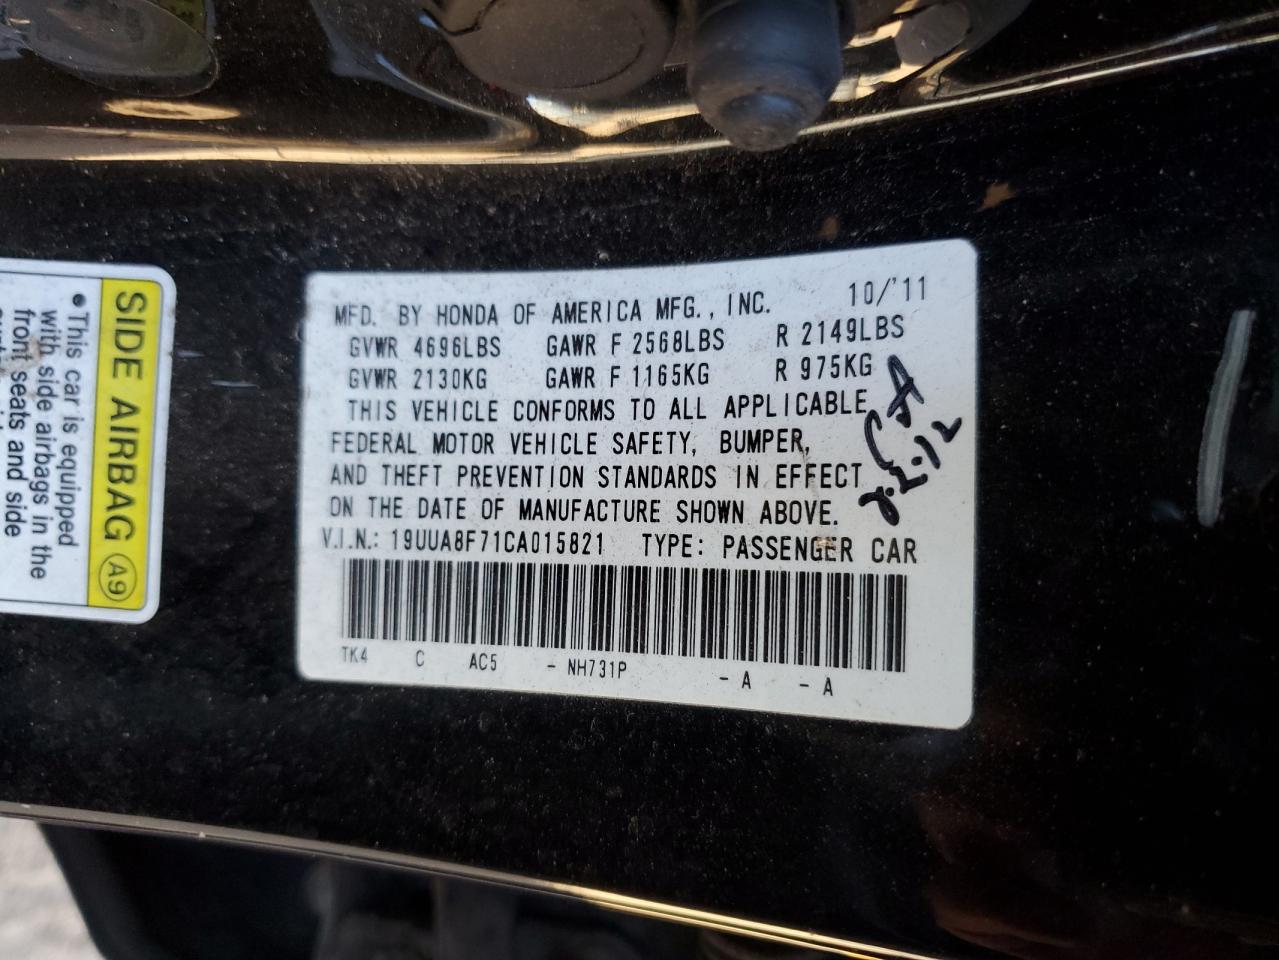 MFD. BY HONDA OF AMERICA MFG., INC. 10/'11
GVWR 4696LBS GAWR F 2568LBS R 2149LBS
GVWR 2130KG GAWR F 1165KG R 975KG
THIS VEHICLE CONFORMS TO ALL APPLICABLE
FEDERAL MOTOR VEHICLE SAFETY, BUMPER,
AND THEFT PREVENTION STANDARDS IN EFFECT
ON THE DATE OF MANUFACTURE SHOWN ABOVE.
V.I.N.: 19UUA8F71CA015821 TYPE: PASSENGER CAR
TK4 C AC5 - NH731P - A - A
SIDE AIRBAG A9
• This car is equipped
with side airbags in the
front seats and side